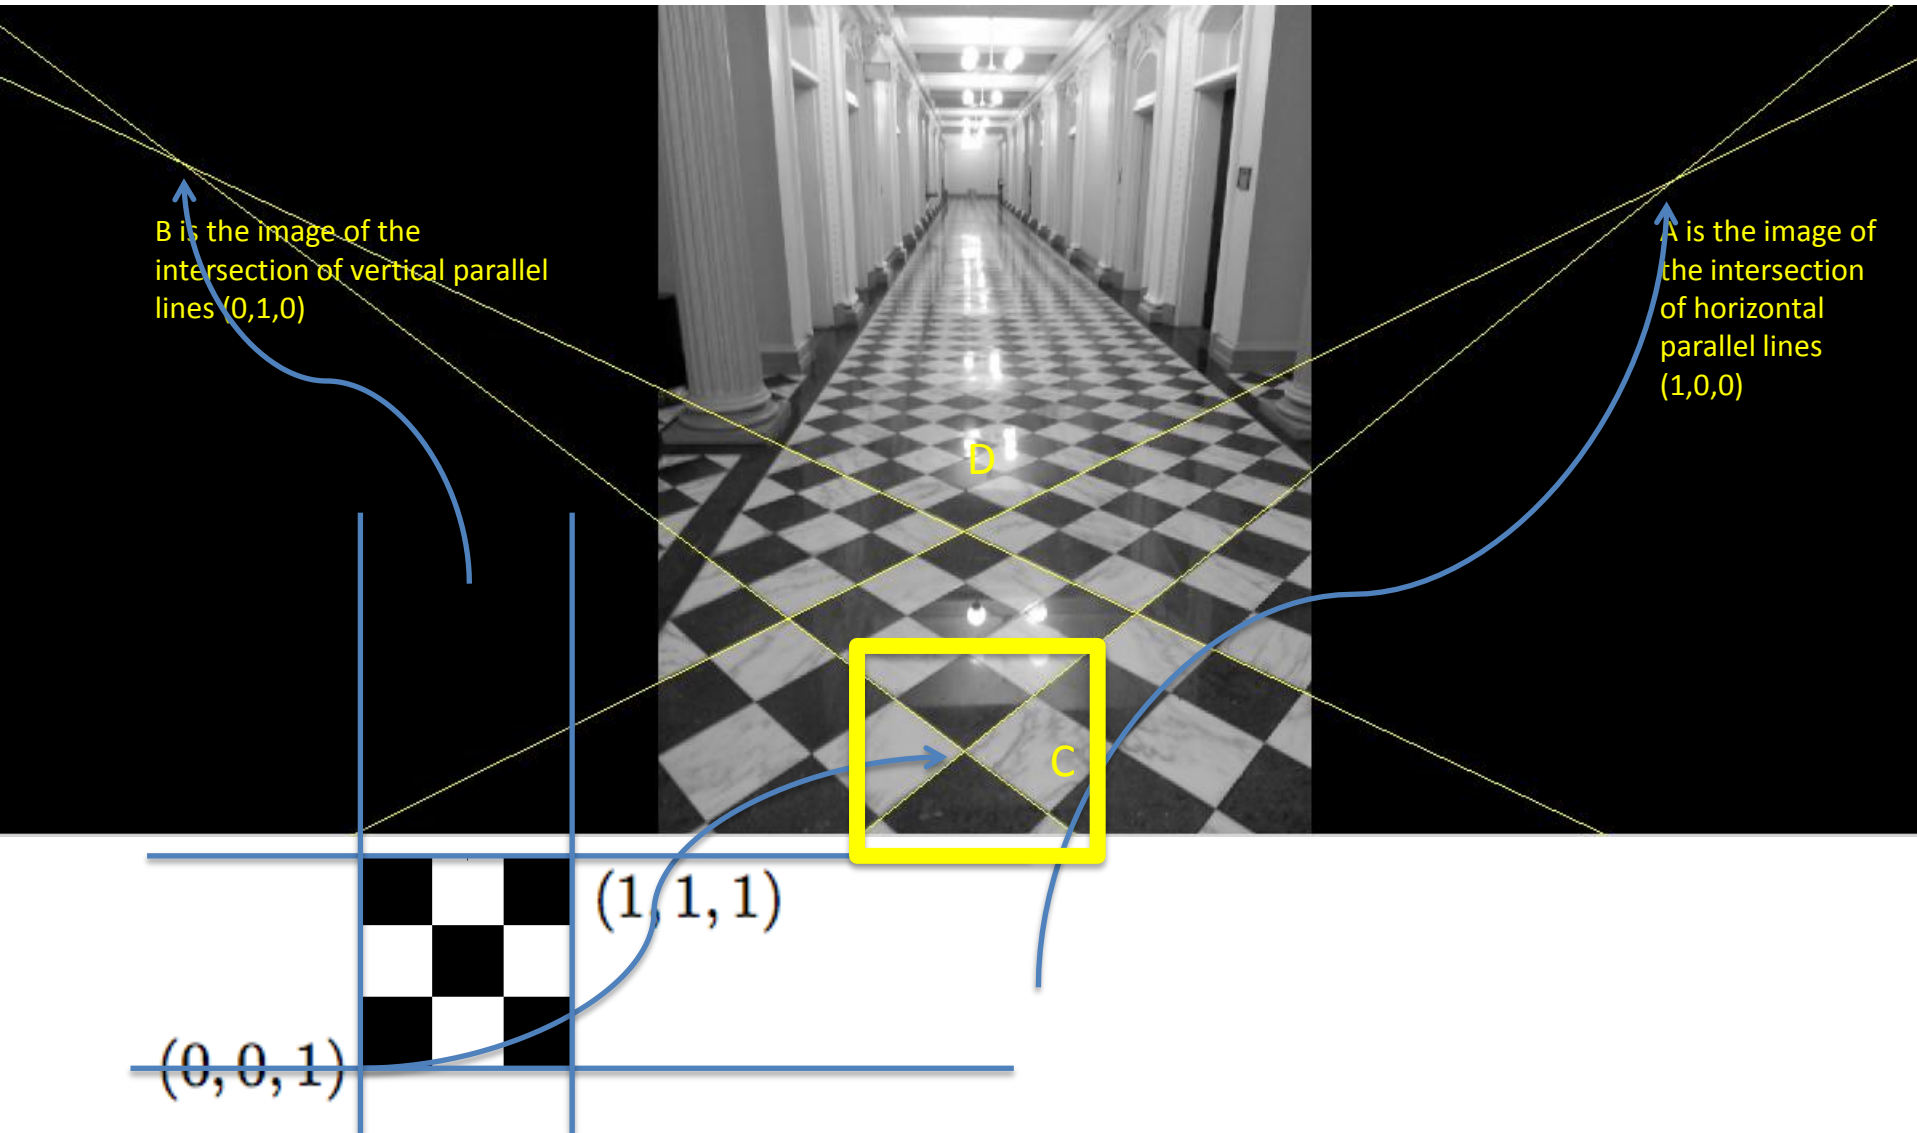 B is the image of the
intersection of vertical parallel
lines (0,1,0)
A is the image of
the intersection
of horizontal
parallel lines
(1,0,0)
D
C
(1, 1, 1)
(0, 0, 1)